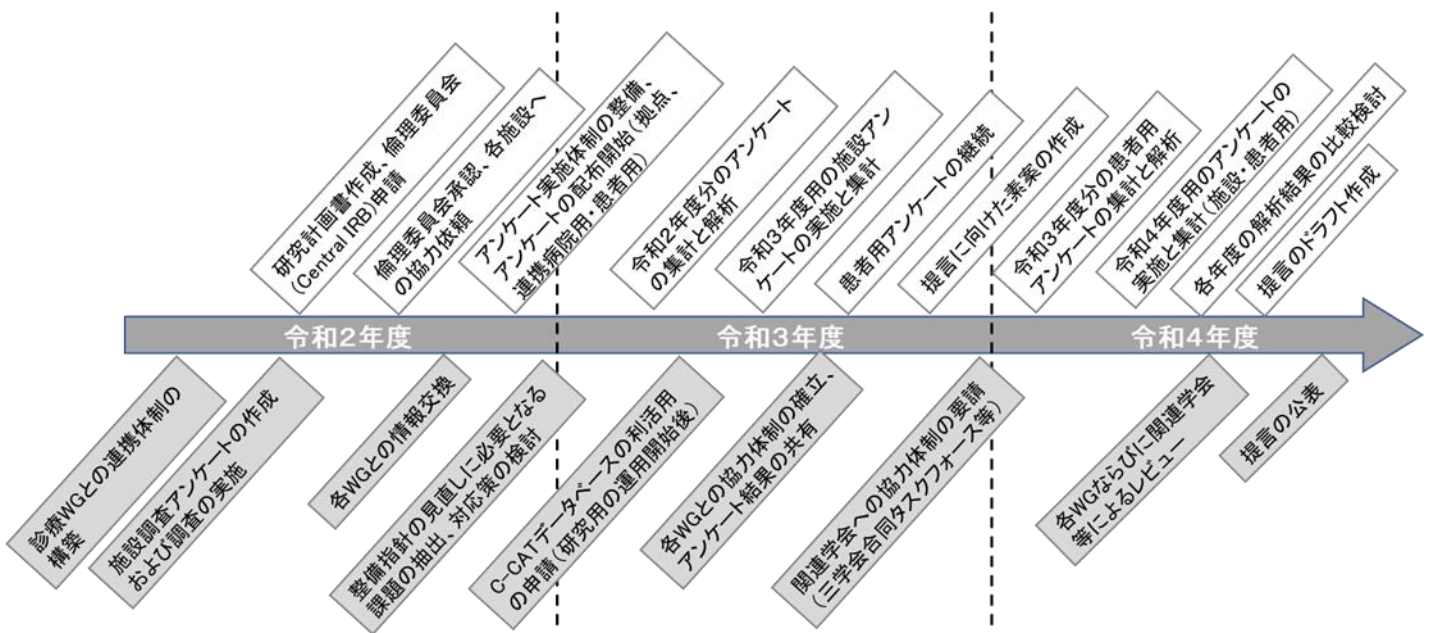 研究計画書作成、倫理委員会
(Central IRB)申請
倫理委員会承認、各施設へ
の協力依頼
アンケート実施体制の整備、
アンケートの配布開始(拠点、
連携病院用・患者用)
令和2年度分のアンケート
の集計と解析
令和3年度用の施設アン
ケートの実施と集計
患者用アンケートの継続
提言に向けた素案の作成
令和3年度分の患者用
アンケートの集計と解析
令和4年度用のアンケートの
実施と集計(施設・患者用)
各年度の解析結果の比較検討
提言のドラフト作成
令和2年度
令和3年度
令和4年度
診療WGとの連携体制の
構築
施設調査アンケートの作成
および調査の実施
各WGとの情報交換
整備指針の見直しに必要となる
課題の抽出、対応策の検討
C-CATデータベースの利活用
の申請(研究用の運用開始後)
各WGとの協力体制の確立、
アンケート結果の共有
関連学会への協力体制の要請
(三学会合同タスクフォース等)
各WGならびに関連学会
等によるレビュー
提言の公表